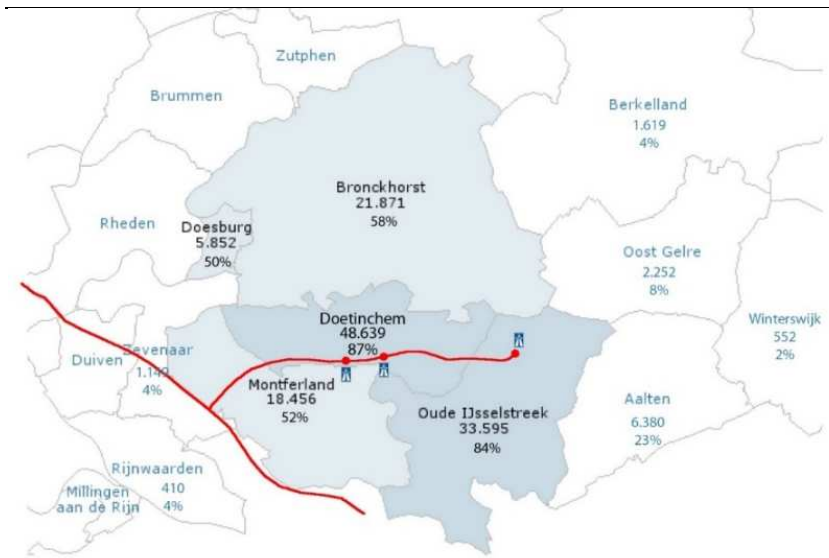 Zutphen
Brummen
Berkelland
1.619
4%
Bronckhorst
21.871
58%
Rheden
Doesburg
5.852
50%
Oost Gelre
2.252
8%
Doetinchem
48.639
87%
Winterswijk
552
2%
Duiven
Zevenaar
1.149
4%
Montferland
18.456
52%
Oude IJsselstreek
33.595
84%
Aalten
6.380
23%
Rijnwaarden
410
4%
Millingen
aan de Rijn